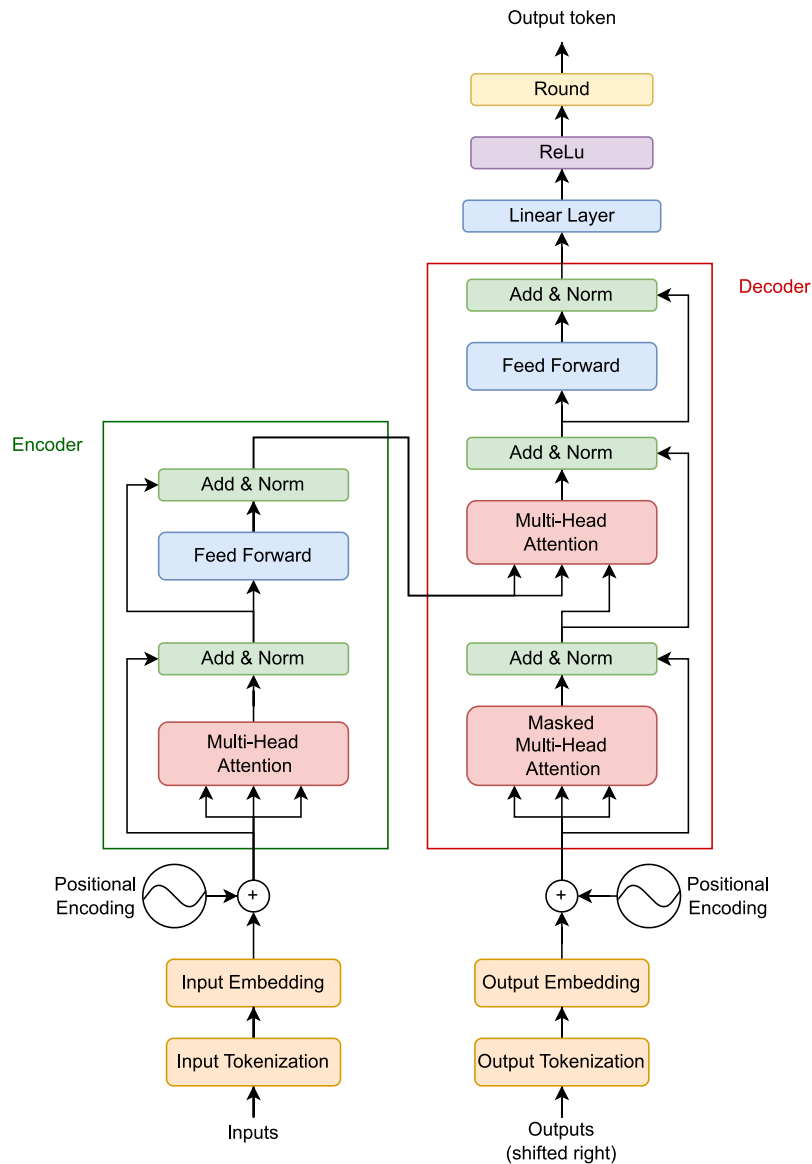 Output token
Round
ReLu
Linear Layer
Decoder
Add & Norm
Feed Forward
Add & Norm
Multi-Head
Attention
Add & Norm
Masked
Multi-Head
Attention
Encoder
Add & Norm
Feed Forward
Add & Norm
Multi-Head
Attention
Positional
Encoding
+
+
Positional
Encoding
Input Embedding
Input Tokenization
Inputs
Output Embedding
Output Tokenization
Outputs
(shifted right)